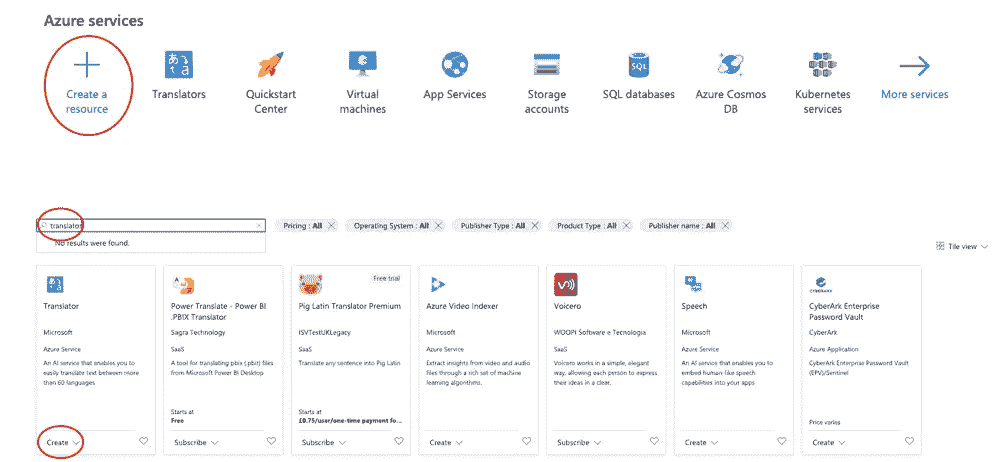 Azure services
Create a
resource
Translators
Quickstart
Center
Virtual
machines
App Services
Storage
accounts
SQL databases
Azure Cosmos
DB
Kubernetes
services
More services
SQL
translator
Pricing : All
Operating System : All
Publisher Type : All
Product Type : All
Publisher name : All
No results were found.
Tile view
Translator
Microsoft
Azure Service
An AI service that enables you to
easily translate text between more
than 60 languages
Create
Power Translate - Power BI
.PBIX Translator
Sagra Technology
SaaS
A tool for translating pbix (.pbit) files
from Microsoft Power BI Desktop
Starts at
Free
Subscribe
Free trial
Pig Latin Translator Premium
ISVTestUKLegacy
SaaS
Translate any sentence into Pig Latin
Starts at
£0.75/user/one-time payment fo...
Subscribe
Azure Video Indexer
Microsoft
Azure Service
Extract insights from video and audio
files through a rich set of machine
learning algorithms.
Create
Voicero
WOOPI Software e Tecnologia
SaaS
Voicero works in a simple, elegant
way, allowing each person to express
their ideas in a clear.
Subscribe
Speech
Microsoft
Azure Service
An AI service that enables you to
embed human-like speech
capabilities into your apps
Create
CYBERARK
CyberArk Enterprise
Password Vault
CyberArk
Azure Application
CyberArk Enterprise Password Vault
(EPV)/Sentinel
Price varies
Create